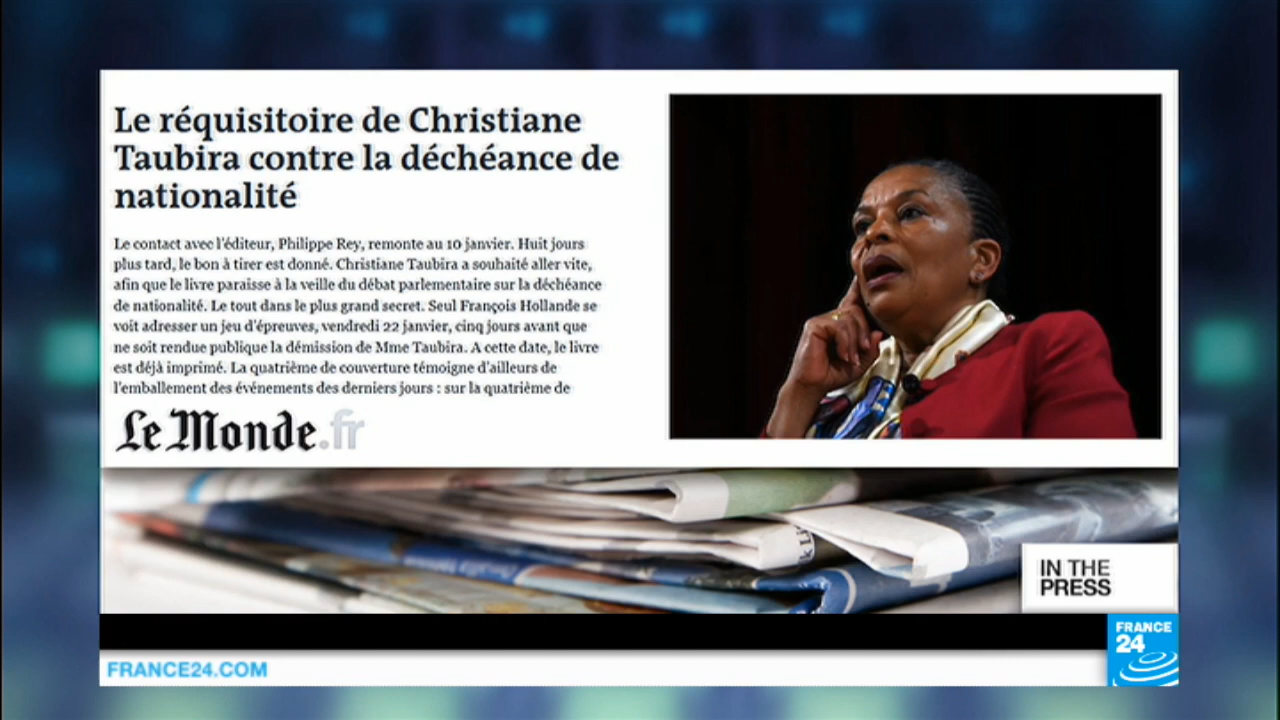 Le réquisitoire de Christiane
Taubira contre la déchéance de
nationalité
Le contact avec l'éditeur, Philippe Rey, remonte au 10 janvier. Huit jours
plus tard, le bon à tirer est donné. Christiane Taubira a souhaité aller vite,
afin que le livre paraisse à la veille du débat parlementaire sur la déchéance
de nationalité. Le tout dans le plus grand secret. Seul François Hollande se
voit adresser un jeu d'épreuves, vendredi 22 janvier, cinq jours avant que
ne soit rendue publique la démission de Mme Taubira. A cette date, le livre
est déjà imprimé. La quatrième de couverture témoigne d'ailleurs de
l'emballement des événements des derniers jours : sur la quatrième de
Le Monde.fr
IN THE
PRESS
FRANCE
24
FRANCE24.COM